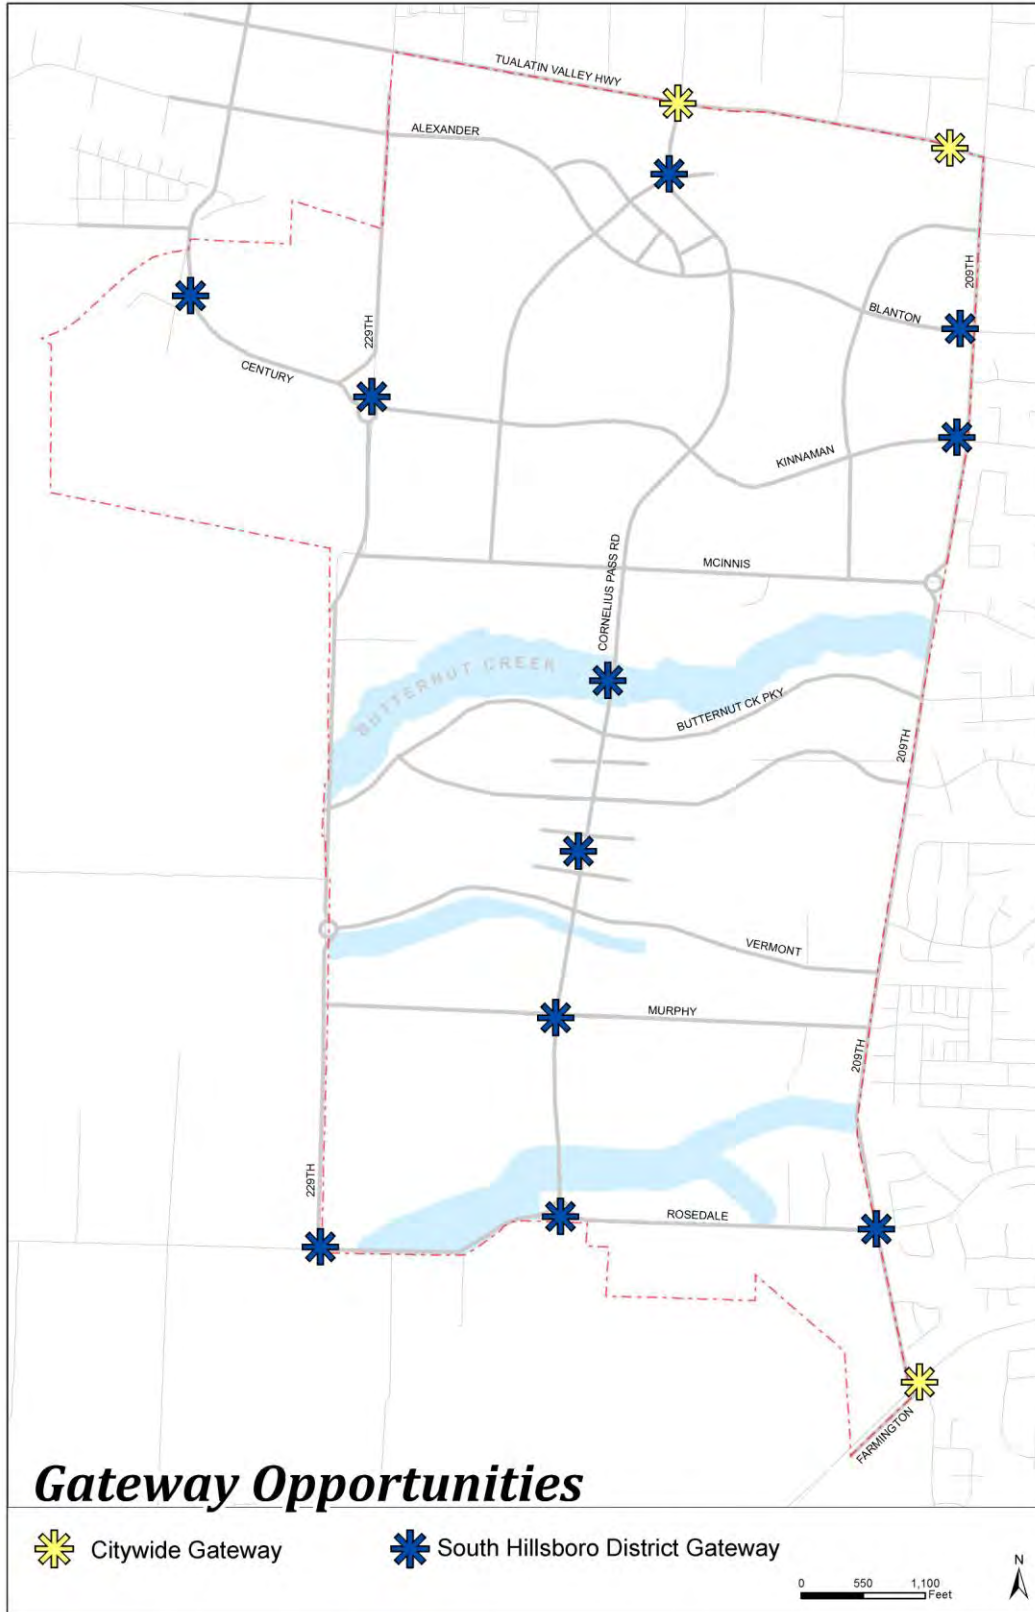 TUALATIN VALLEY HWY
ALEXANDER
209TH
BLANTON
229TH
CENTURY
KINNAMAN
CORNELIUS PASS RD
MCINNIS
BUTTERNUT CREEK
BUTTERNUT CK PKY
209TH
VERMONT
MURPHY
209TH
229TH
ROSEDALE
FARMINGTON
Gateway Opportunities
Citywide Gateway
South Hillsboro District Gateway
N
0 550 1,100
Feet